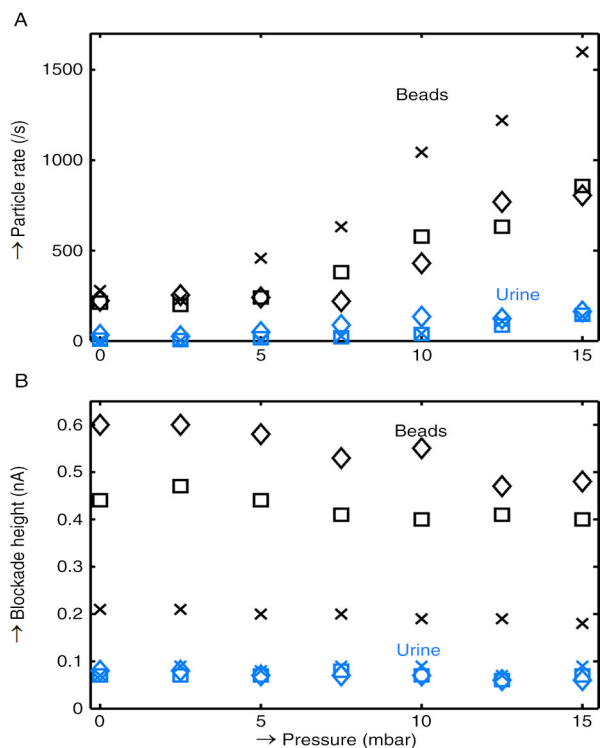 A
→ Particle rate (/s)
1500
1000
500
0
Beads
Urine
0 5 10 15
B
→ Blockade height (nA)
0.6
0.5
0.4
0.3
0.2
0.1
0
Beads
Urine
0 5 10 15
→ Pressure (mbar)